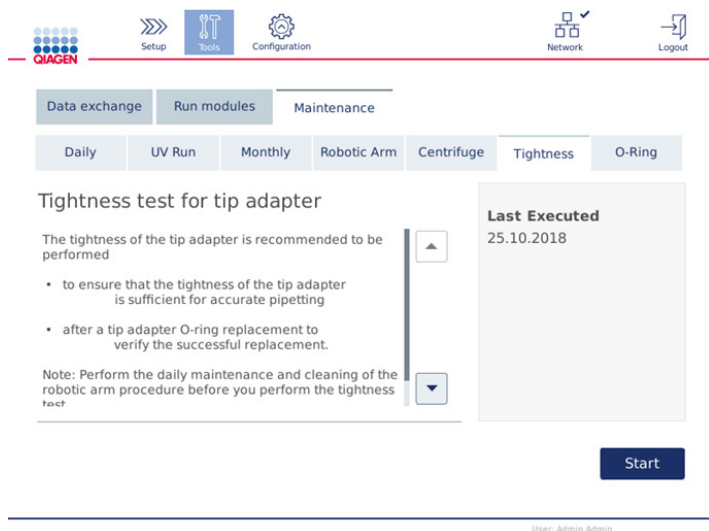 QIAGEN
Setup
Tools
Configuration
Network
Logout
Data exchange
Run modules
Maintenance
Daily
UV Run
Monthly
Robotic Arm
Centrifuge
Tightness
O-Ring
Tightness test for tip adapter
The tightness of the tip adapter is recommended to be
performed
• to ensure that the tightness of the tip adapter
is sufficient for accurate pipetting
• after a tip adapter O-ring replacement to
verify the successful replacement.
Note: Perform the daily maintenance and cleaning of the
robotic arm procedure before you perform the tightness
test
Last Executed
25.10.2018
Start
User: Admin Admin